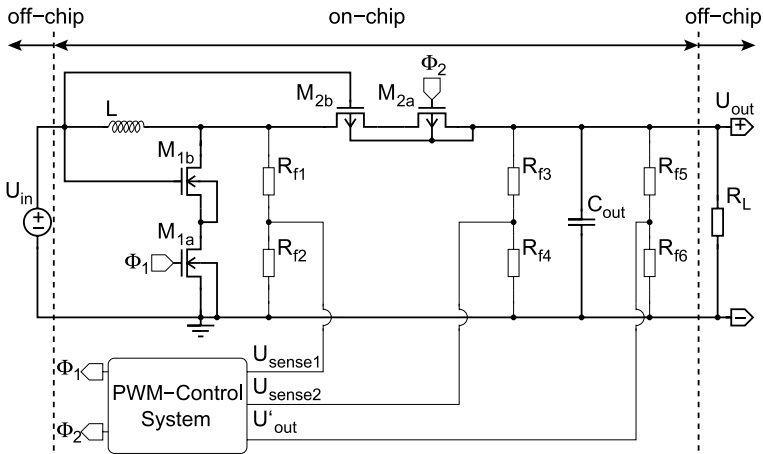 off-chip
on-chip
off-chip
Φ2
L
M2b
M2a
Uout
+
M1b
Rf1
Rf3
Rf5
Uin
Cout
RL
M1a
Φ1
Rf2
Rf4
Rf6
−
Φ1
Φ2
PWM-Control
System
Usense1
Usense2
U‘out